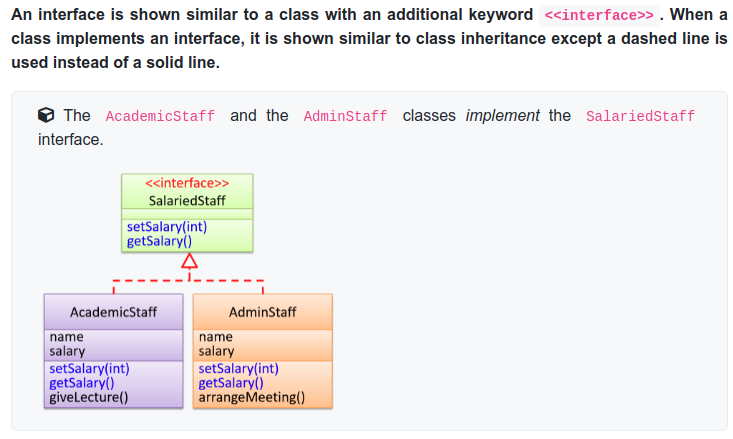 An interface is shown similar to a class with an additional keyword <<interface>> . When a
class implements an interface, it is shown similar to class inheritance except a dashed line is
used instead of a solid line.
The AcademicStaff and the AdminStaff classes implement the SalariedStaff
interface.
<<interface>>
SalariedStaff
setSalary(int)
getSalary()
AcademicStaff
name
salary
setSalary(int)
getSalary()
giveLecture()
AdminStaff
name
salary
setSalary(int)
getSalary()
arrangeMeeting()